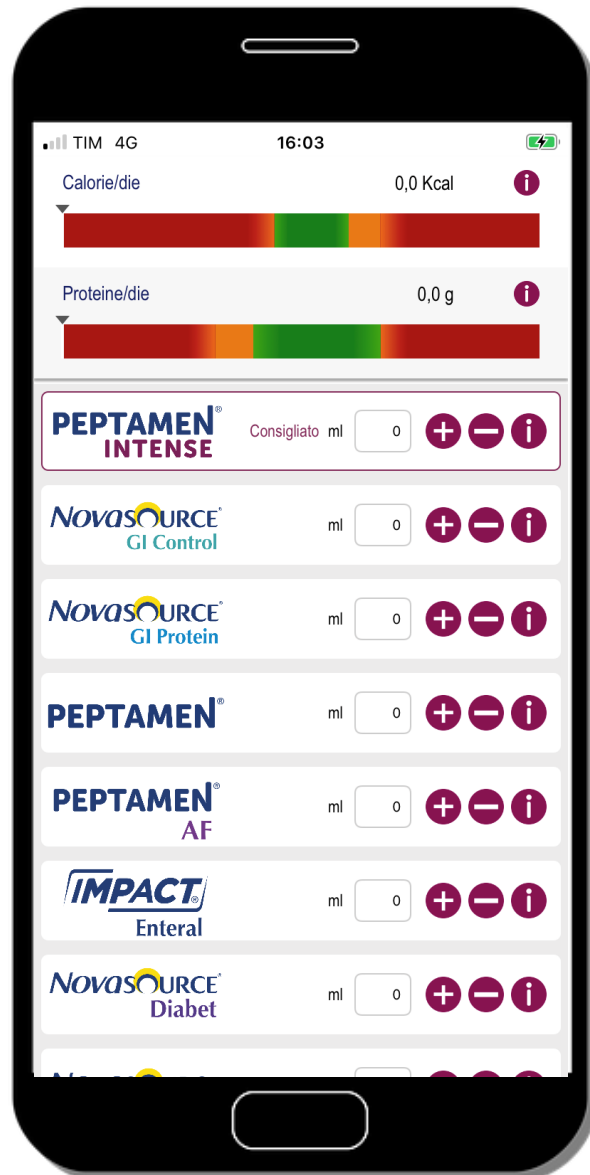 TIM 4G 16:03
Calorie/die 0,0 Kcal i
Proteine/die 0,0 g i
PEPTAMEN®
INTENSE
Consigliato ml 0 i
NOVASOURCE®
GI Control
ml 0 i
NOVASOURCE®
GI Protein
ml 0 i
PEPTAMEN®
ml 0 i
PEPTAMEN®
AF
ml 0 i
IMPACT®
Enteral
ml 0 i
NOVASOURCE®
Diabet
ml 0 i